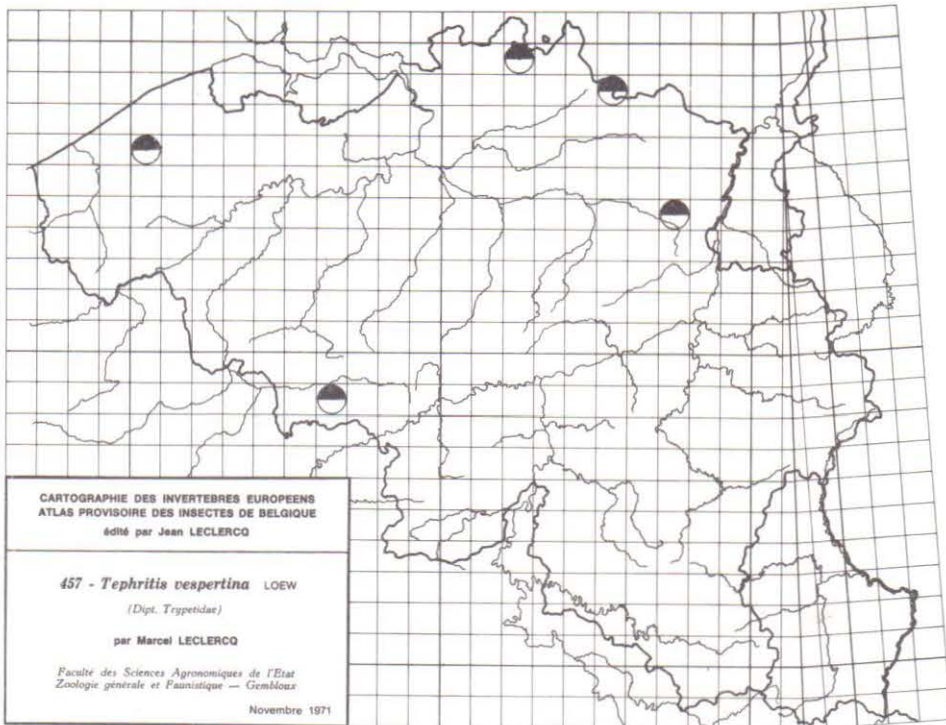 CARTOGRAPHIE DES INVERTEBRES EUROPEENS
ATLAS PROVISOIRE DES INSECTES DE BELGIQUE
édité par Jean LECLERCQ
457 - Tephritis vespertina LOEW
(Dipt. Trypetidae)
par Marcel LECLERCQ
Faculté des Sciences Agronomiques de l'Etat
Zoologie générale et Faunistique — Gembloux
Novembre 1971